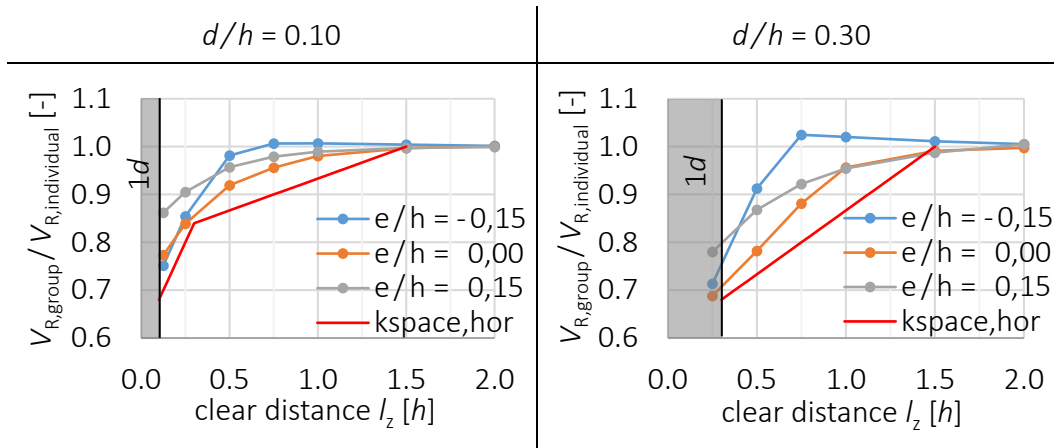 d/h = 0.10
d/h = 0.30
V_R,group/V_R,individual [-]
1.1
1.0
0.9
0.8
0.7
0.6
1d
e/h = -0,15
e/h = 0,00
e/h = 0,15
kspace,hor
0.0 0.5 1.0 1.5 2.0
clear distance l_z [h]
V_R,group/V_R,individual [-]
1.1
1.0
0.9
0.8
0.7
0.6
1d
e/h = -0,15
e/h = 0,00
e/h = 0,15
kspace,hor
0.0 0.5 1.0 1.5 2.0
clear distance l_z [h]